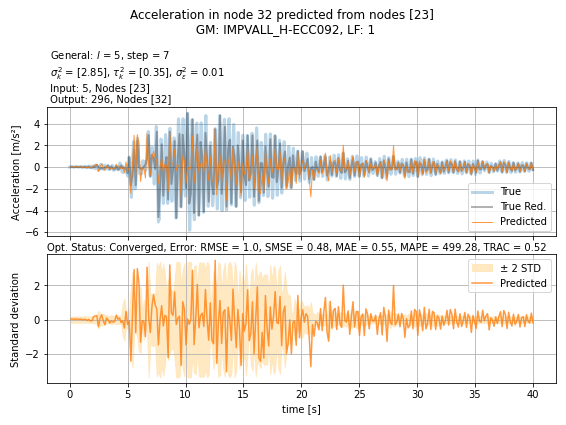 Acceleration in node 32 predicted from nodes [23]
GM: IMPVALL_H-ECC092, LF: 1
General: l = 5, step = 7
σ²ₖ = [2.85], τ²ₖ = [0.35], σ²ᵋ = 0.01
Input: 5, Nodes [23]
Output: 296, Nodes [32]
Acceleration [m/s²]
4
2
0
−2
−4
−6
True
True Red.
Predicted
Opt. Status: Converged, Error: RMSE = 1.0, SMSE = 0.48, MAE = 0.55, MAPE = 499.28, TRAC = 0.52
Standard deviation
2
0
−2
± 2 STD
Predicted
0 5 10 15 20 25 30 35 40
time [s]